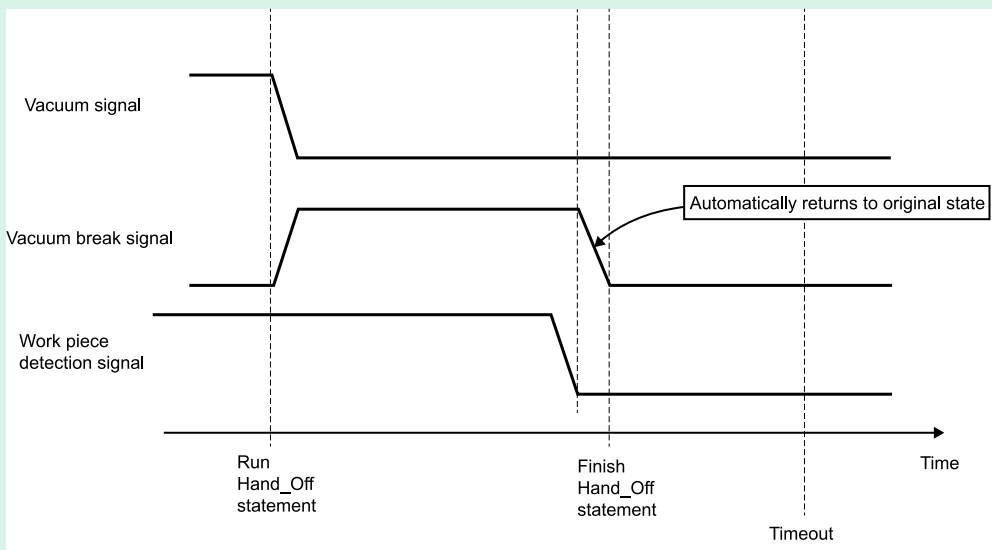 Vacuum signal
Automatically returns to original state
Vacuum break signal
Work piece
detection signal
Time
Run
Hand_Off
statement
Finish
Hand_Off
statement
Timeout